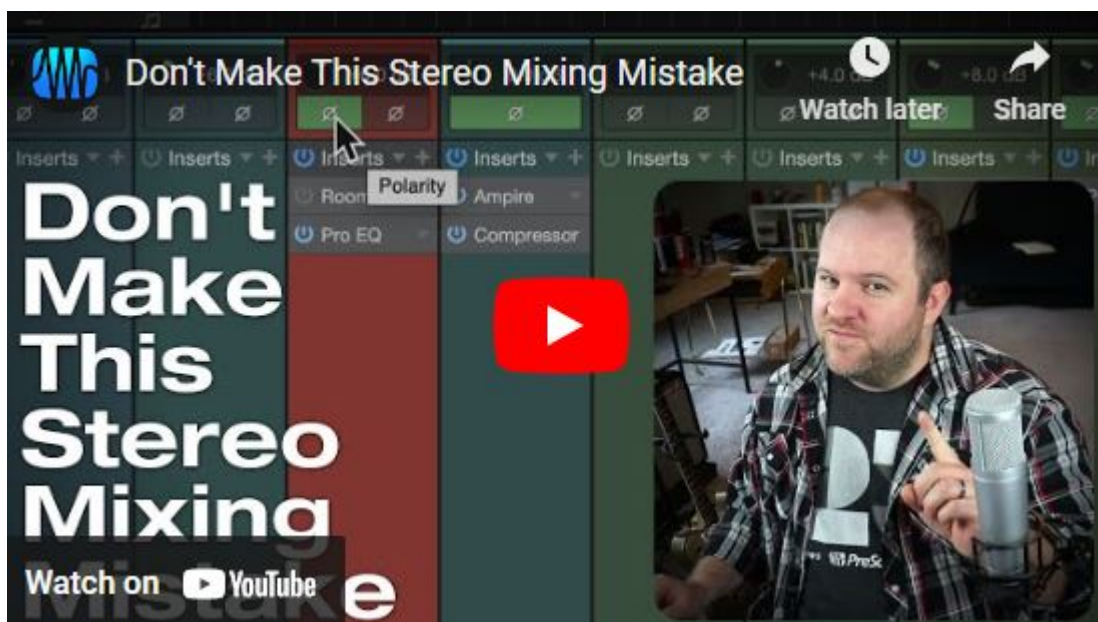 Don't Make This Stereo Mixing Mistake
+4.0 dB
+8.0 dB
Watch later
Share
Inserts
Inserts
Inserts
Inserts
Inserts
Inserts
Inserts
Polarity
Ampire
Pro EQ
Compressor
Don't
Make
This
Stereo
Mixing
Mistake
Watch on YouTube